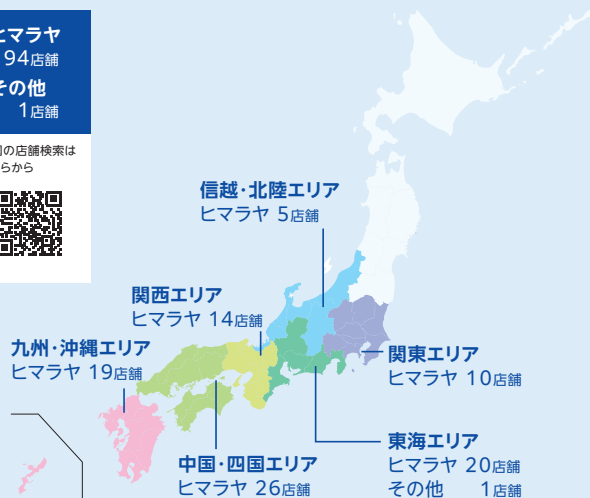 ヒマラヤ
94店舗
その他
1店舗
の店舗検索は
らから
信越・北陸エリア
ヒマラヤ 5店舗
関西エリア
ヒマラヤ 14店舗
九州・沖縄エリア
ヒマラヤ 19店舗
関東エリア
ヒマラヤ 10店舗
東海エリア
ヒマラヤ 20店舗
その他 1店舗
中国・四国エリア
ヒマラヤ 26店舗